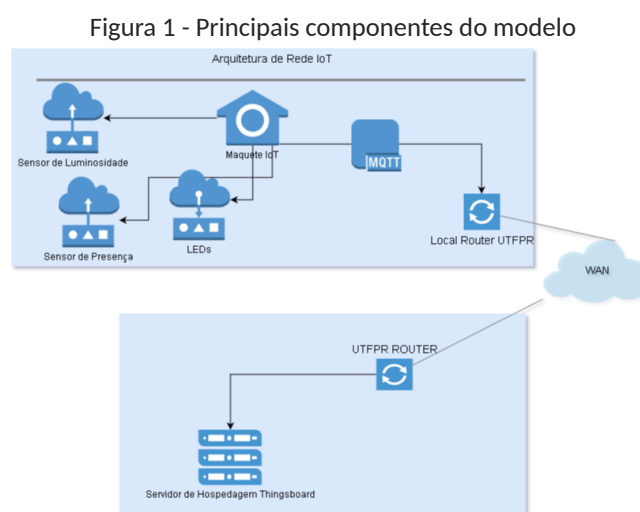 Figura 1 - Principais componentes do modelo
Arquitetura de Rede IoT
Sensor de Luminosidade
Maquete IoT
MQTT
Sensor de Presença
LEDs
Local Router UTFPR
WAN
UTFPR ROUTER
Servidor de Hospedagem Thingsboard